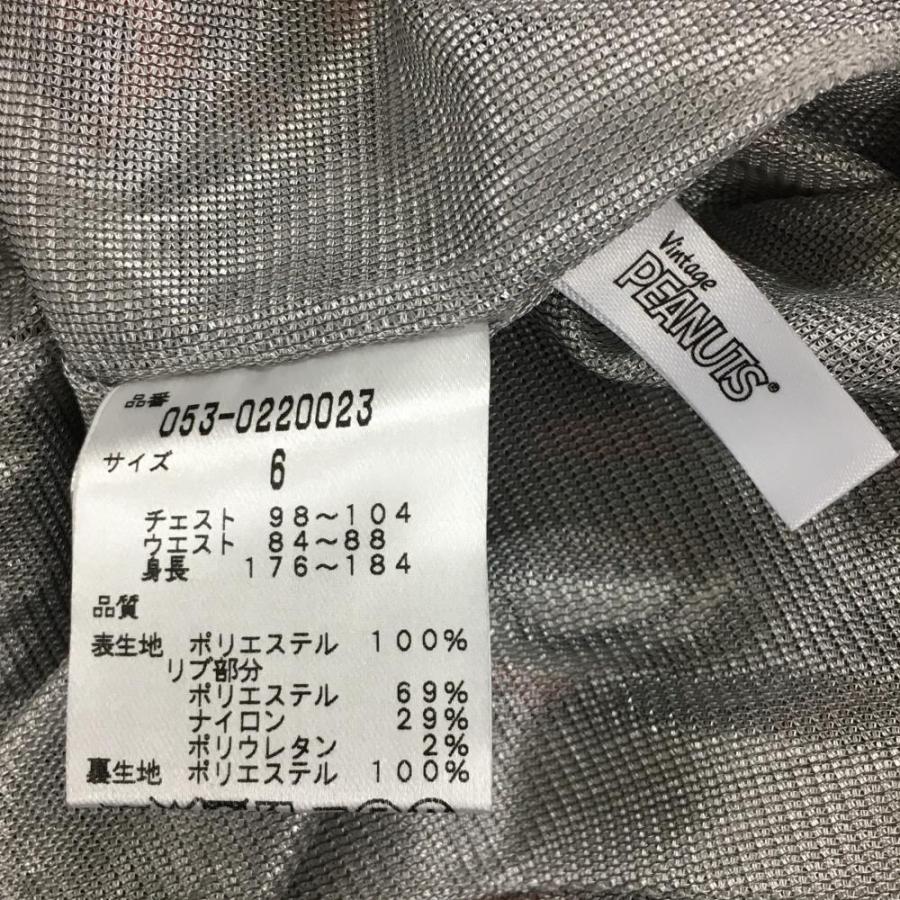 品番 053-0220023
サイズ 6
チェスト 98～104
ウエスト 84～88
身長 176～184
品質
表生地 ポリエステル 100%
リブ部分
ポリエステル 69%
ナイロン 29%
ポリウレタン 2%
裏生地 ポリエステル 100%
Vintage
PEANUTS®